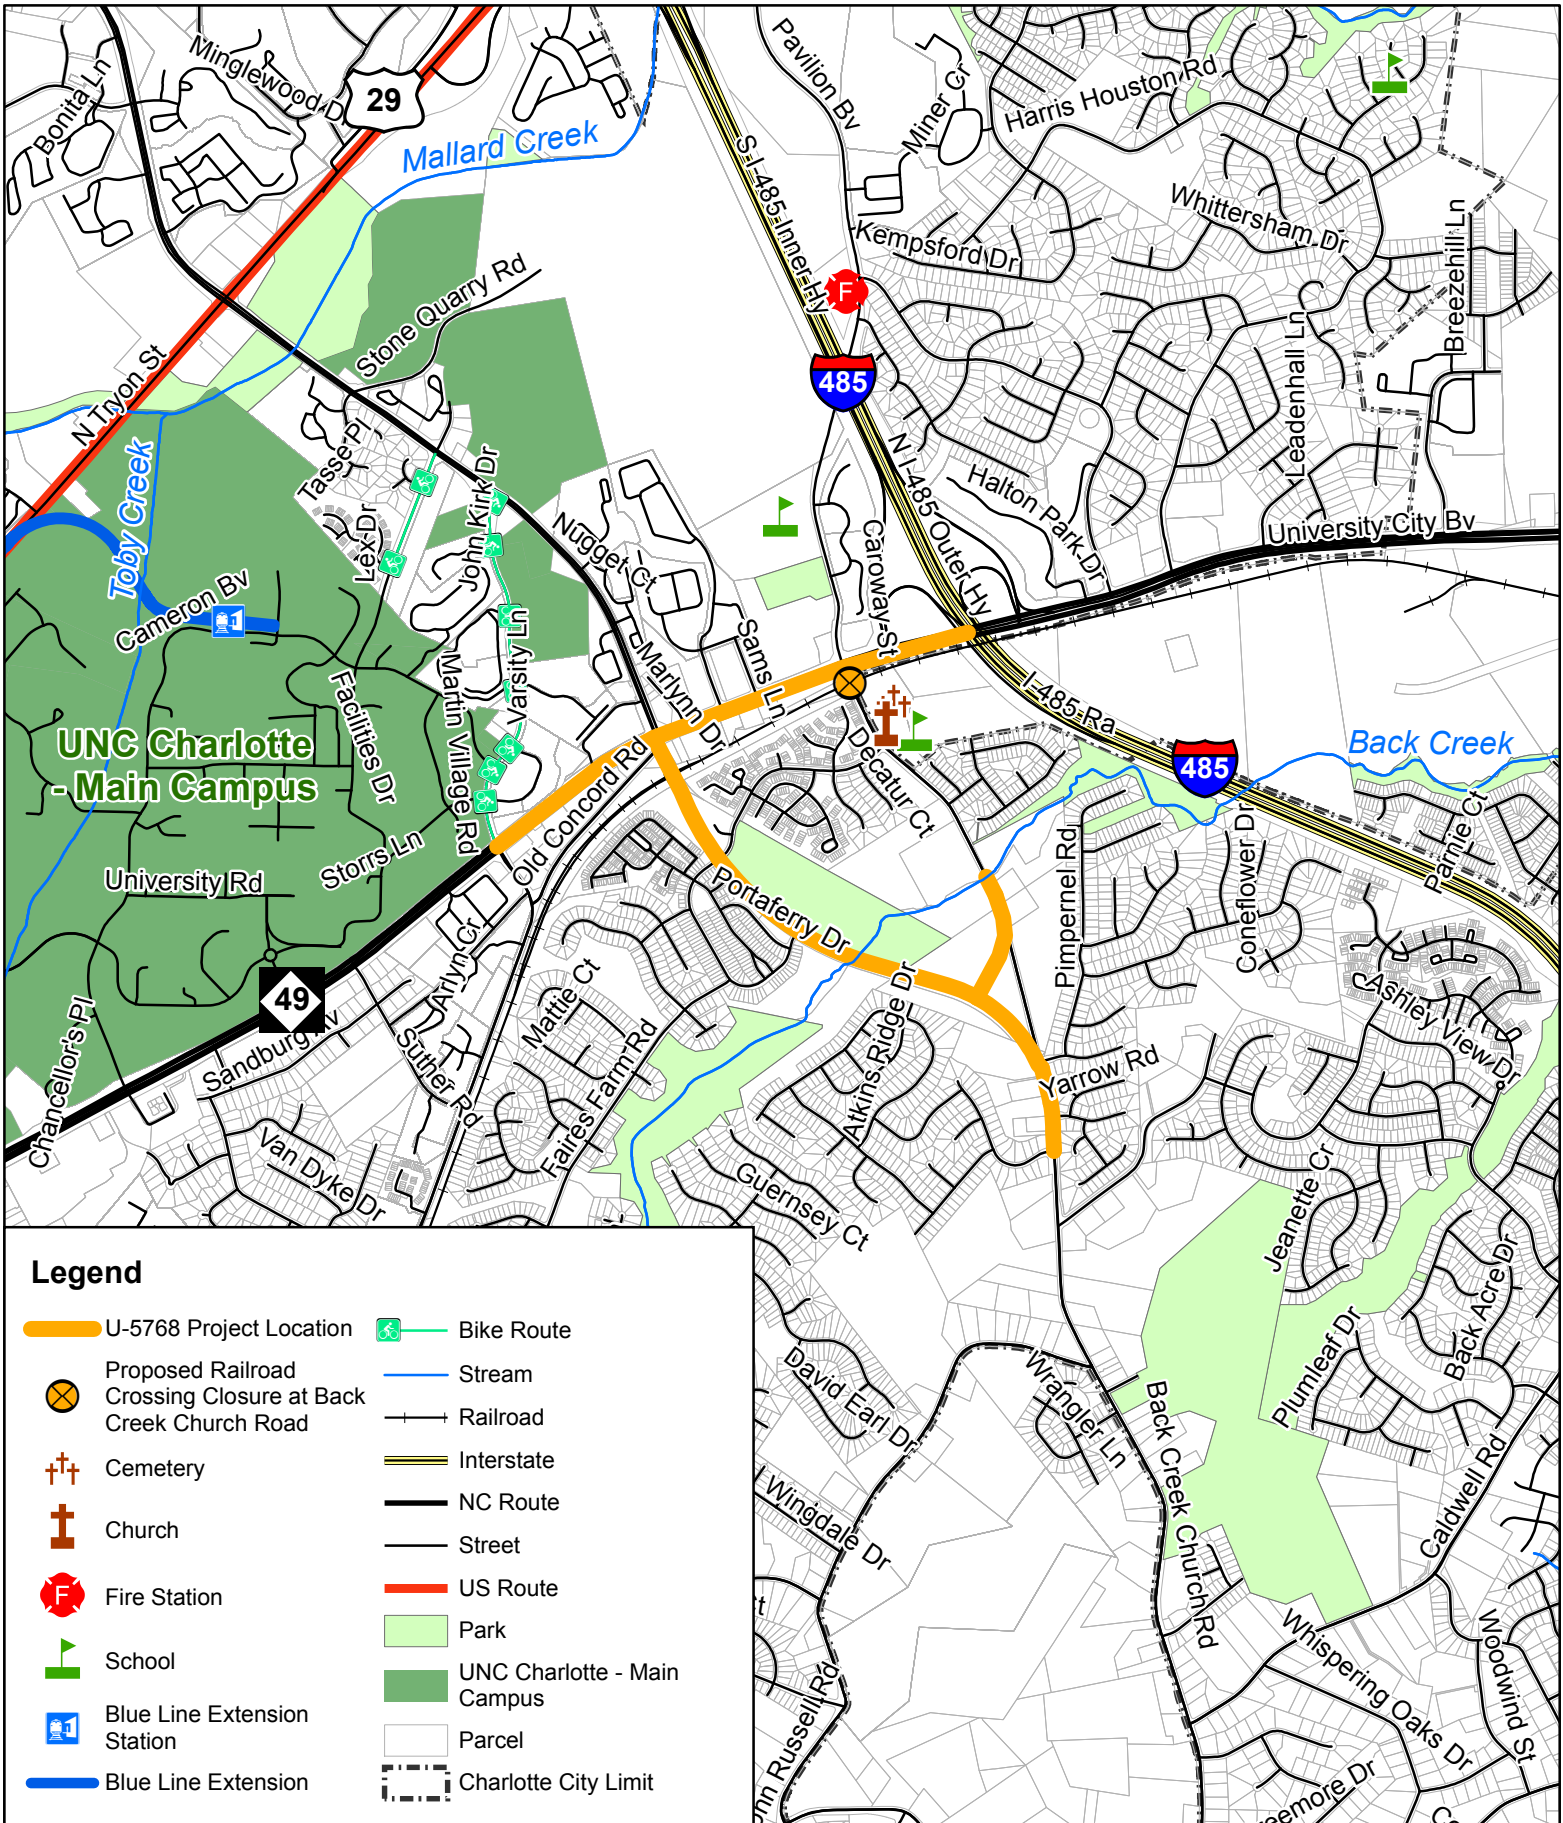 Bonita Ln
Minglewood D
29
Mallard Creek
Pavilion Bv
Miner Cr
Harris Houston Rd
S I-485 Inner Hy
Kempsford Dr
Whittersham Dr
Breezehill Ln
F
Stone Quarry Rd
N Tryon St
485
Leadenhall Ln
Toby Creek
Tasse Pl
Lex Dr
John Kirk Dr
Nugget Ct
N I-485 Outer Hy
Halton Park Dr
University City Bv
Caroway St
Cameron Bv
Martin Village Rd
Varsity Ln
Marlynn Dr
Sams Ln
I-485 Ra
Facilities Dr
UNC Charlotte
- Main Campus
Old Concord Rd
Decatur Ct
485
Back Creek
Parnie Ct
Storrs Ln
University Rd
Portaferry Dr
Pimpernel Rd
Coneflower Dr
Arlyn Cr
49
Mattie Ct
Chancellor's Pl
Sandburg Av
Suther Rd
Faires Farm Rd
Atkins Ridge Dr
Ashley View Dr
Yarrow Rd
Van Dyke Dr
Guernsey Ct
Jeanette Cr
Back Acre Dr
Plumleaf Dr
David Earl Dr
Wrangler Ln
Back Creek Church Rd
Caldwell Rd
Wingdale Dr
Whispering Oaks Dr
Woodwind St
nn Russell Rd
eemore Dr
Legend
U-5768 Project Location
Proposed Railroad
Crossing Closure at Back
Creek Church Road
Cemetery
Church
F
Fire Station
School
Blue Line Extension
Station
Blue Line Extension
Bike Route
Stream
Railroad
Interstate
NC Route
Street
US Route
Park
UNC Charlotte - Main
Campus
Parcel
Charlotte City Limit